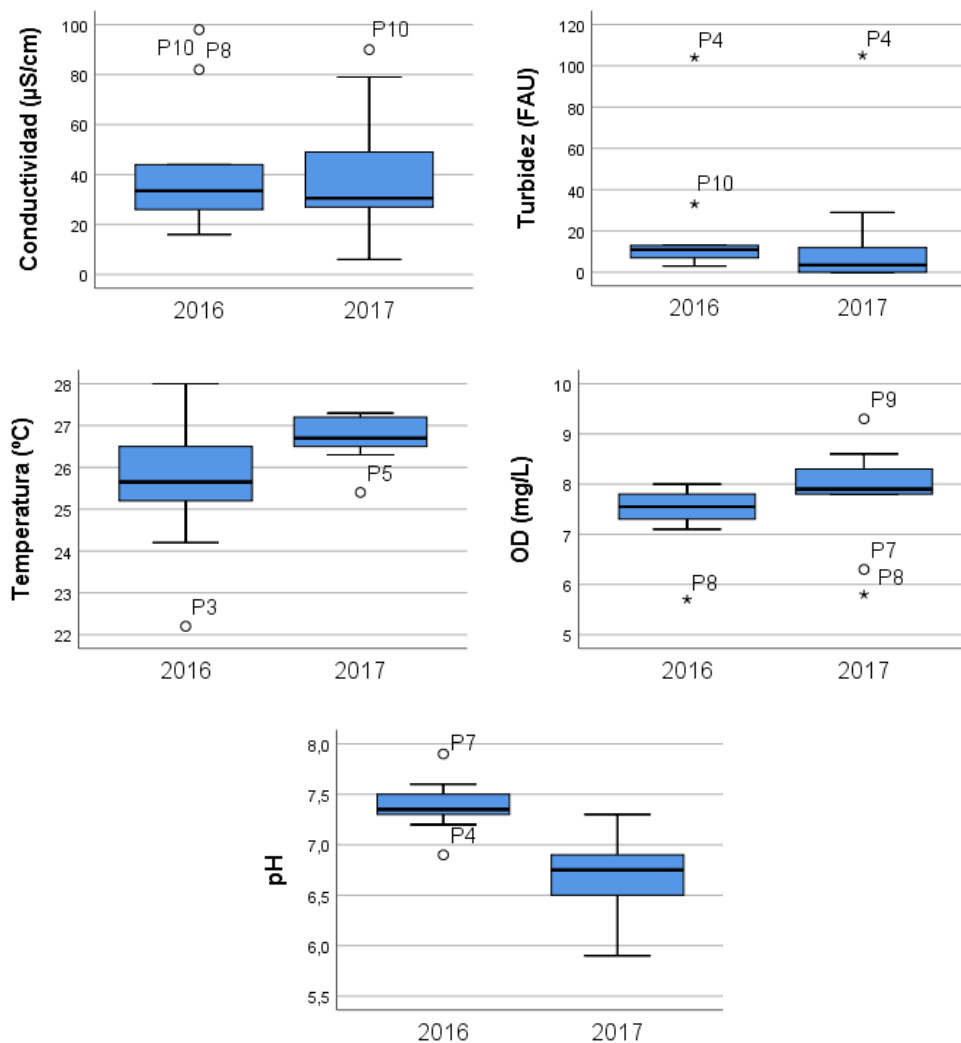 Conductividad (µS/cm)
100
80
60
40
20
0
P10 P8
P10
2016 2017
Turbidez (FAU)
120
100
80
60
40
20
0
P4
P4
P10
2016 2017
Temperatura (ºC)
28
27
26
25
24
23
22
P5
P3
2016 2017
OD (mg/L)
10
9
8
7
6
5
P9
P7
P8
P8
2016 2017
pH
8,0
7,5
7,0
6,5
6,0
5,5
P7
P4
2016 2017